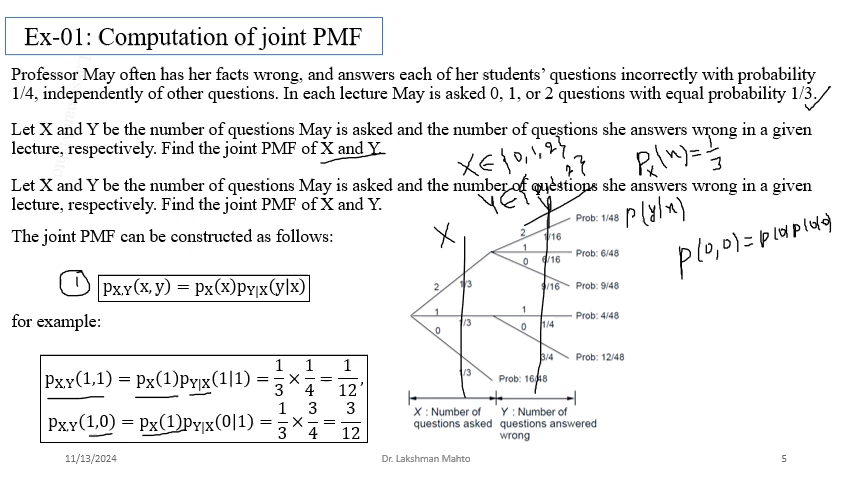 Ex-01: Computation of joint PMF
Professor May often has her facts wrong, and answers each of her students' questions incorrectly with probability
1/4, independently of other questions. In each lecture May is asked 0, 1, or 2 questions with equal probability 1/3.
Let X and Y be the number of questions May is asked and the number of questions she answers wrong in a given
lecture, respectively. Find the joint PMF of X and Y.
X∈{0,1,2}
Pₓ(x)=1/3
Let X and Y be the number of questions May is asked and the number of questions she answers wrong in a given
lecture, respectively. Find the joint PMF of X and Y.
The joint PMF can be constructed as follows:
① pX,Y(x, y) = pX(x)pY|X(y|x)
for example:
pX,Y(1,1) = pX(1)pY|X(1|1) = 1/3 × 1/4 = 1/12,
pX,Y(1,0) = pX(1)pY|X(0|1) = 1/3 × 3/4 = 3/12
X
p(y|x)
2 1/16 Prob: 1/48
1 6/16 Prob: 6/48
0 9/16 Prob: 9/48
2 1/3
1 1/3
0 1/3
1 1/4 Prob: 4/48
0 3/4 Prob: 12/48
Prob: 16/48
X : Number of
questions asked
Y : Number of
questions answered
wrong
11/13/2024
Dr. Lakshman Mahto
5